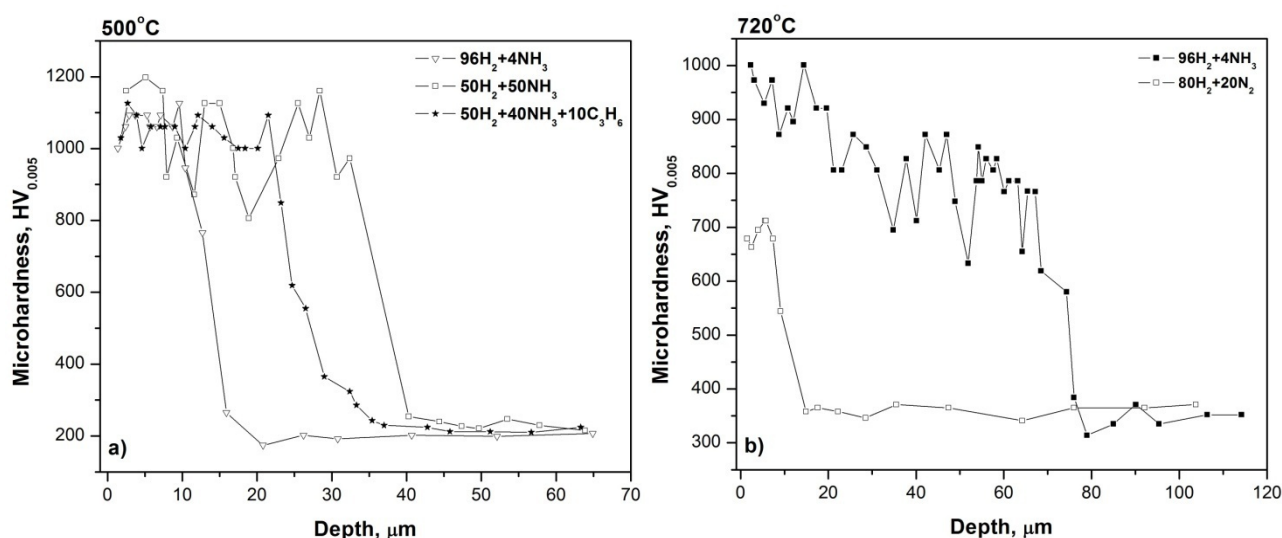 500°C
96H₂+4NH₃
50H₂+50NH₃
50H₂+40NH₃+10C₃H₆
1200
1000
800
600
400
200
Microhardness, HV₀.₀₀₅
a)
0 10 20 30 40 50 60 70
Depth, μm
720°C
96H₂+4NH₃
80H₂+20N₂
1000
900
800
700
600
500
400
300
Microhardness, HV₀.₀₀₅
b)
0 20 40 60 80 100 120
Depth, μm